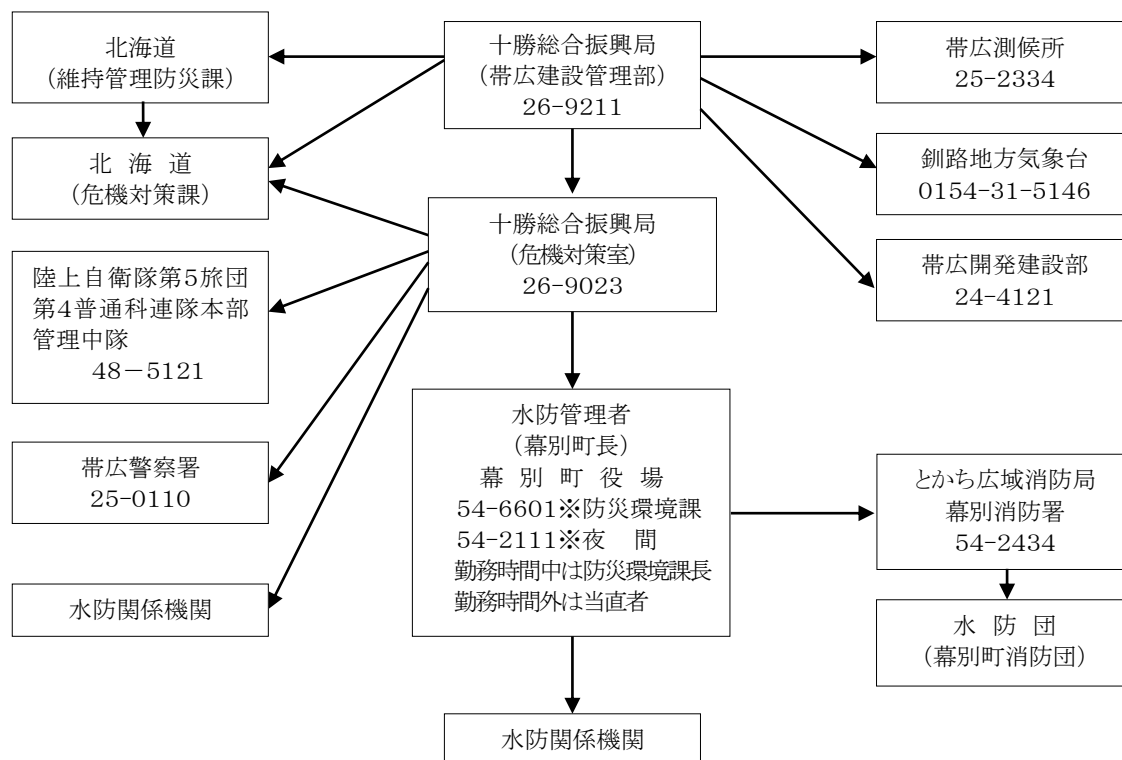 北海道
（維持管理防災課）
十勝総合振興局
（帯広建設管理部）
26-9211
帯広測候所
25-2334
北 海 道
（危機対策課）
釧路地方気象台
0154-31-5146
十勝総合振興局
(危機対策室)
26-9023
帯広開発建設部
24-4121
陸上自衛隊第5旅団
第4普通科連隊本部
管理中隊
48－5121
水防管理者
（幕別町長）
幕 別 町 役 場
54-6601※防災環境課
54-2111※夜　間
勤務時間中は防災環境課長
勤務時間外は当直者
帯広警察署
25-0110
とかち広域消防局
幕別消防署
54-2434
水防関係機関
水 防 団
（幕別町消防団）
水防関係機関